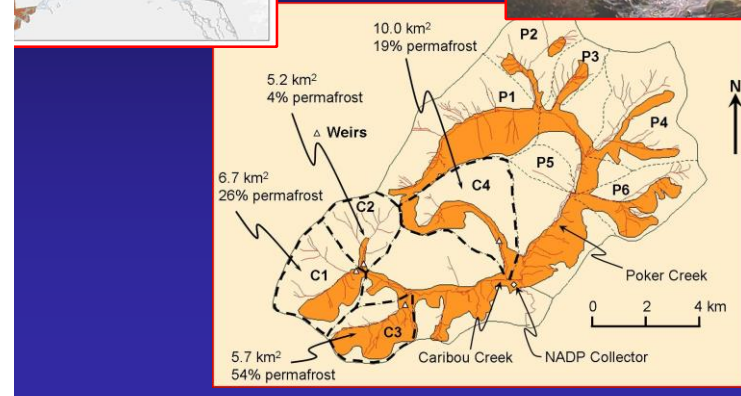 10.0 km²
19% permafrost
P2
P3
5.2 km²
4% permafrost
P1
N
P4
Weirs
P5
6.7 km²
26% permafrost
C4
P6
C2
C1
Poker Creek
0 2 4 km
C3
5.7 km²
54% permafrost
Caribou Creek
NADP Collector